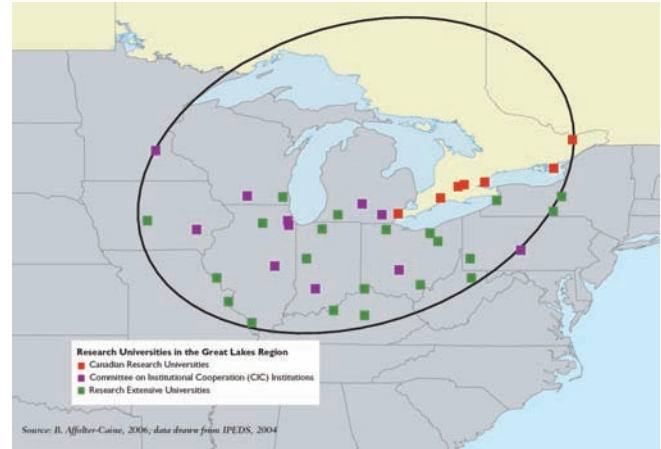 Research Universities in the Great Lakes Region
Canadian Research Universities
Committee on Institutional Cooperation (CIC) Institutions
Research Extensive Universities
Source: B. Affolter-Caine, 2006; data drawn from IPEDS, 2004